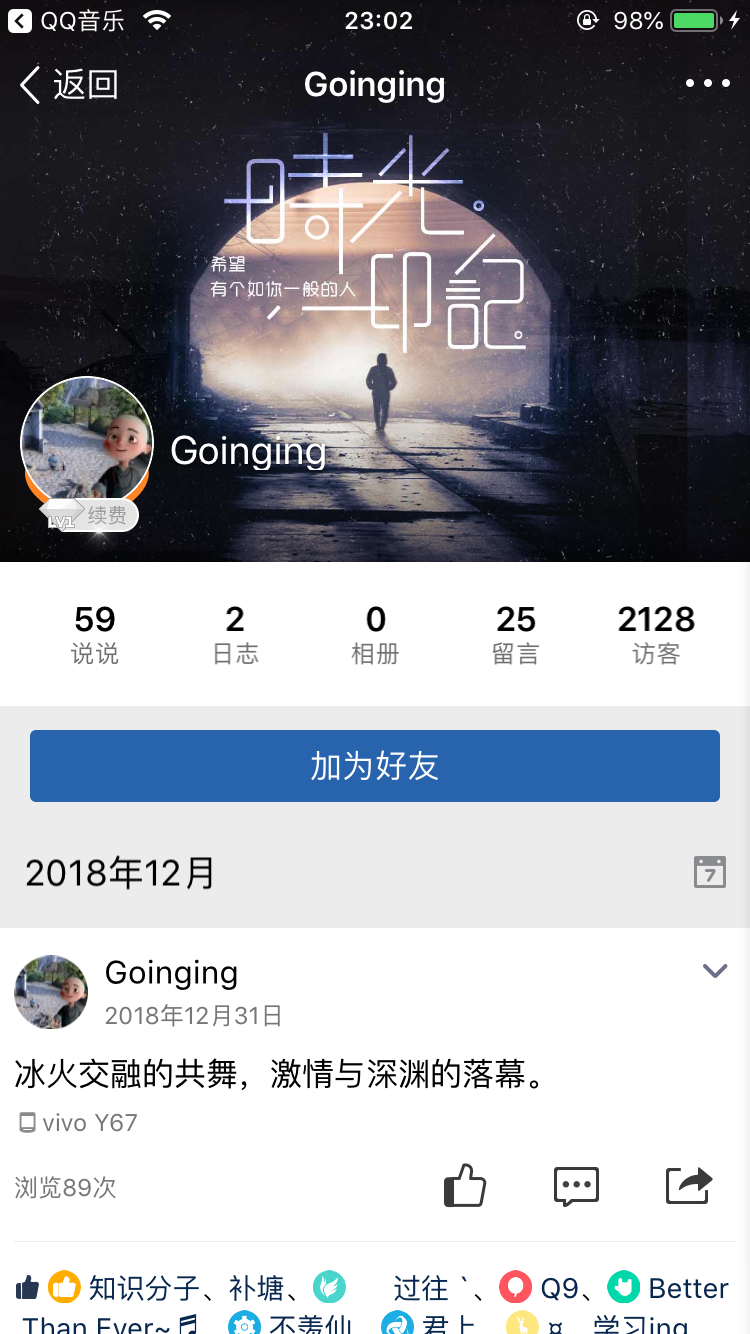 QQ音乐
23:02
98%
返回
Goinging
時光。
希望
有个如你一般的人
印記
Goinging
LV1 续费
59 2 0 25 2128
说说 日志 相册 留言 访客
加为好友
2018年12月
7
Goinging
2018年12月31日
冰火交融的共舞，激情与深渊的落幕。
vivo Y67
浏览89次
知识分子、补塘、 过往 `、 Q9、 Better
Than Ever~♬ 不羡仙 君上 ¤ 学习ing